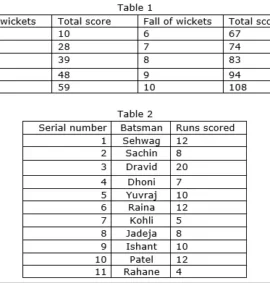 Table 1
wickets Total score Fall of wickets Total
10 6 67
28 7 74
39 8 83
48 9 94
59 10 108
Table 2
Serial number Batsman Runs scored
1 Sehwag 12
2 Sachin 8
3 Dravid 20
4 Dhoni 7
5 Yuvraj 10
6 Raina 12
7 Kohli 5
8 Jadeja 8
9 Ishant 10
10 Patel 12
11 Rahane 4